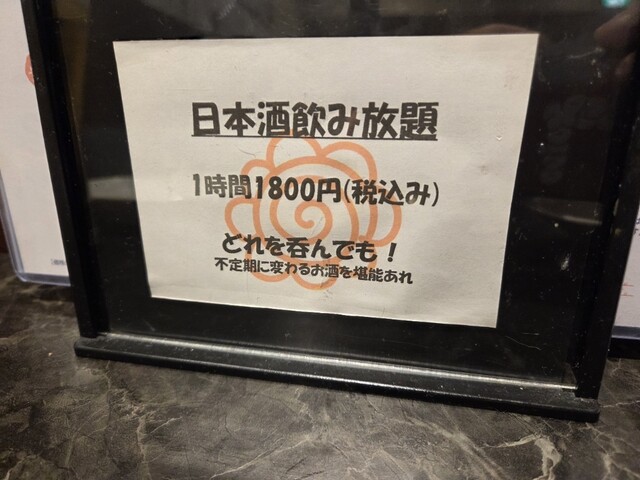 日本酒飲み放題
1時間1800円(税込み)
どれを呑んでも！
不定期に変わるお酒を堪能あれ